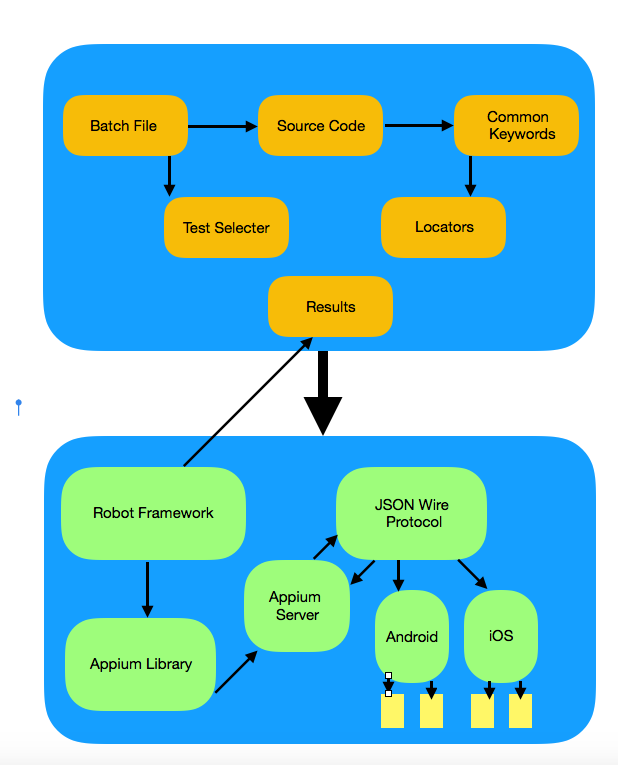 Batch File
Source Code
Common
Keywords
Test Selecter
Locators
Results
Robot Framework
JSON Wire
Protocol
Appium
Server
Android
iOS
Appium Library